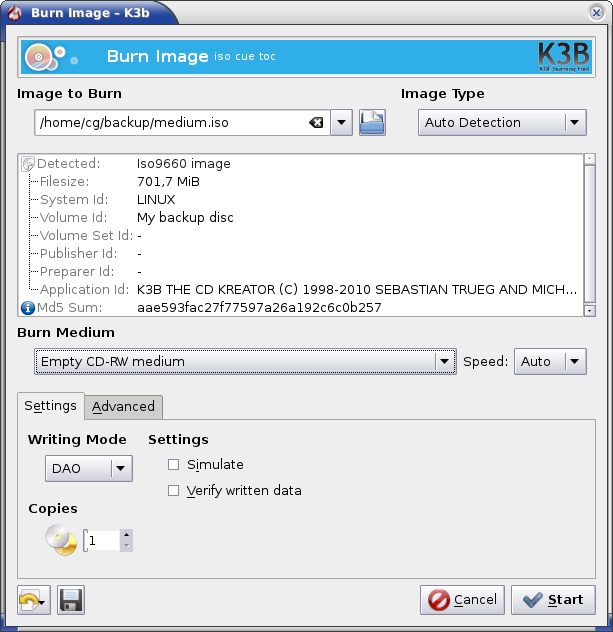 Burn Image – K3b
Burn Image iso cue toc
K3B
Image to Burn
Image Type
/home/cg/backup/medium.iso
Auto Detection
Detected: Iso9660 image
Filesize: 701,7 MiB
System Id: LINUX
Volume Id: My backup disc
Volume Set Id: -
Publisher Id: -
Preparer Id: -
Application Id: K3B THE CD KREATOR (C) 1998-2010 SEBASTIAN TRUEG AND MICH...
Md5 Sum: aae593fac27f77597a26a192c6c0b257
Burn Medium
Empty CD-RW medium
Speed: Auto
Settings
Advanced
Writing Mode
Settings
DAO
Simulate
Verify written data
Copies
1
Cancel
Start